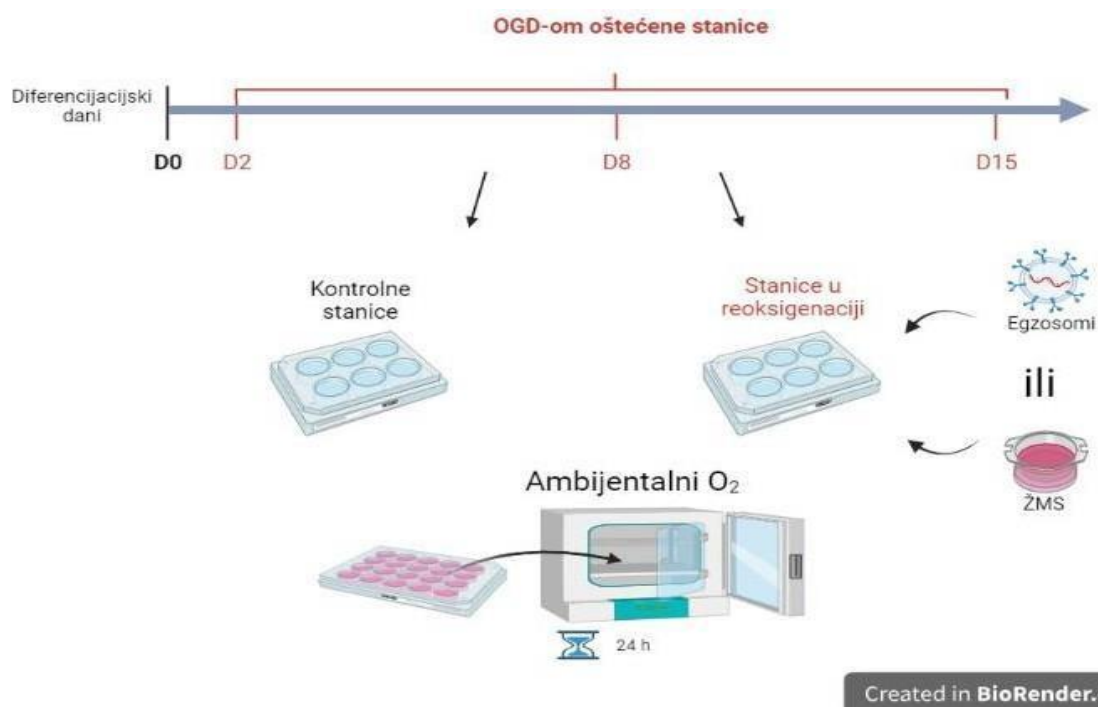 OGD-om oštećene stanice
Diferencijacijski
dani
D0
D2
D8
D15
Kontrolne
stanice
Stanice u
reoksigenaciji
Egzosomi
ili
ŽMS
Ambijentalni O₂
24 h
Created in BioRender.